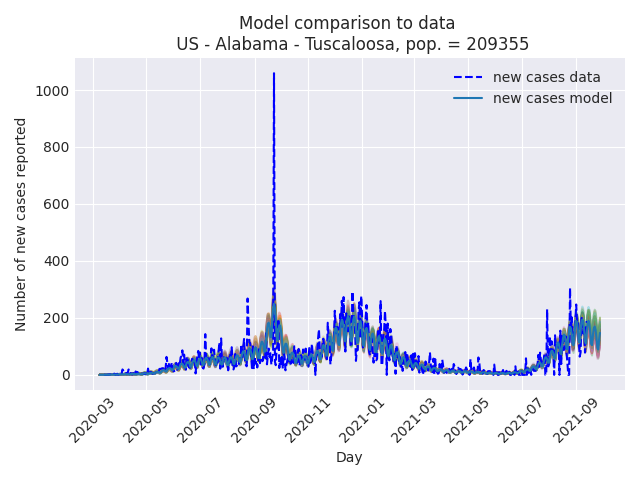 Model comparison to data
US - Alabama - Tuscaloosa, pop. = 209355
new cases data
new cases model
Number of new cases reported
1000
800
600
400
200
0
2020-03
2020-05
2020-07
2020-09
2020-11
2021-01
2021-03
2021-05
2021-07
2021-09
Day